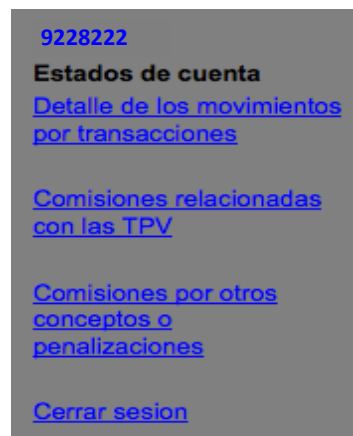 9228222
Estados de cuenta
Detalle de los movimientos
por transacciones
Comisiones relacionadas
con las TPV
Comisiones por otros
conceptos o
penalizaciones
Cerrar sesion